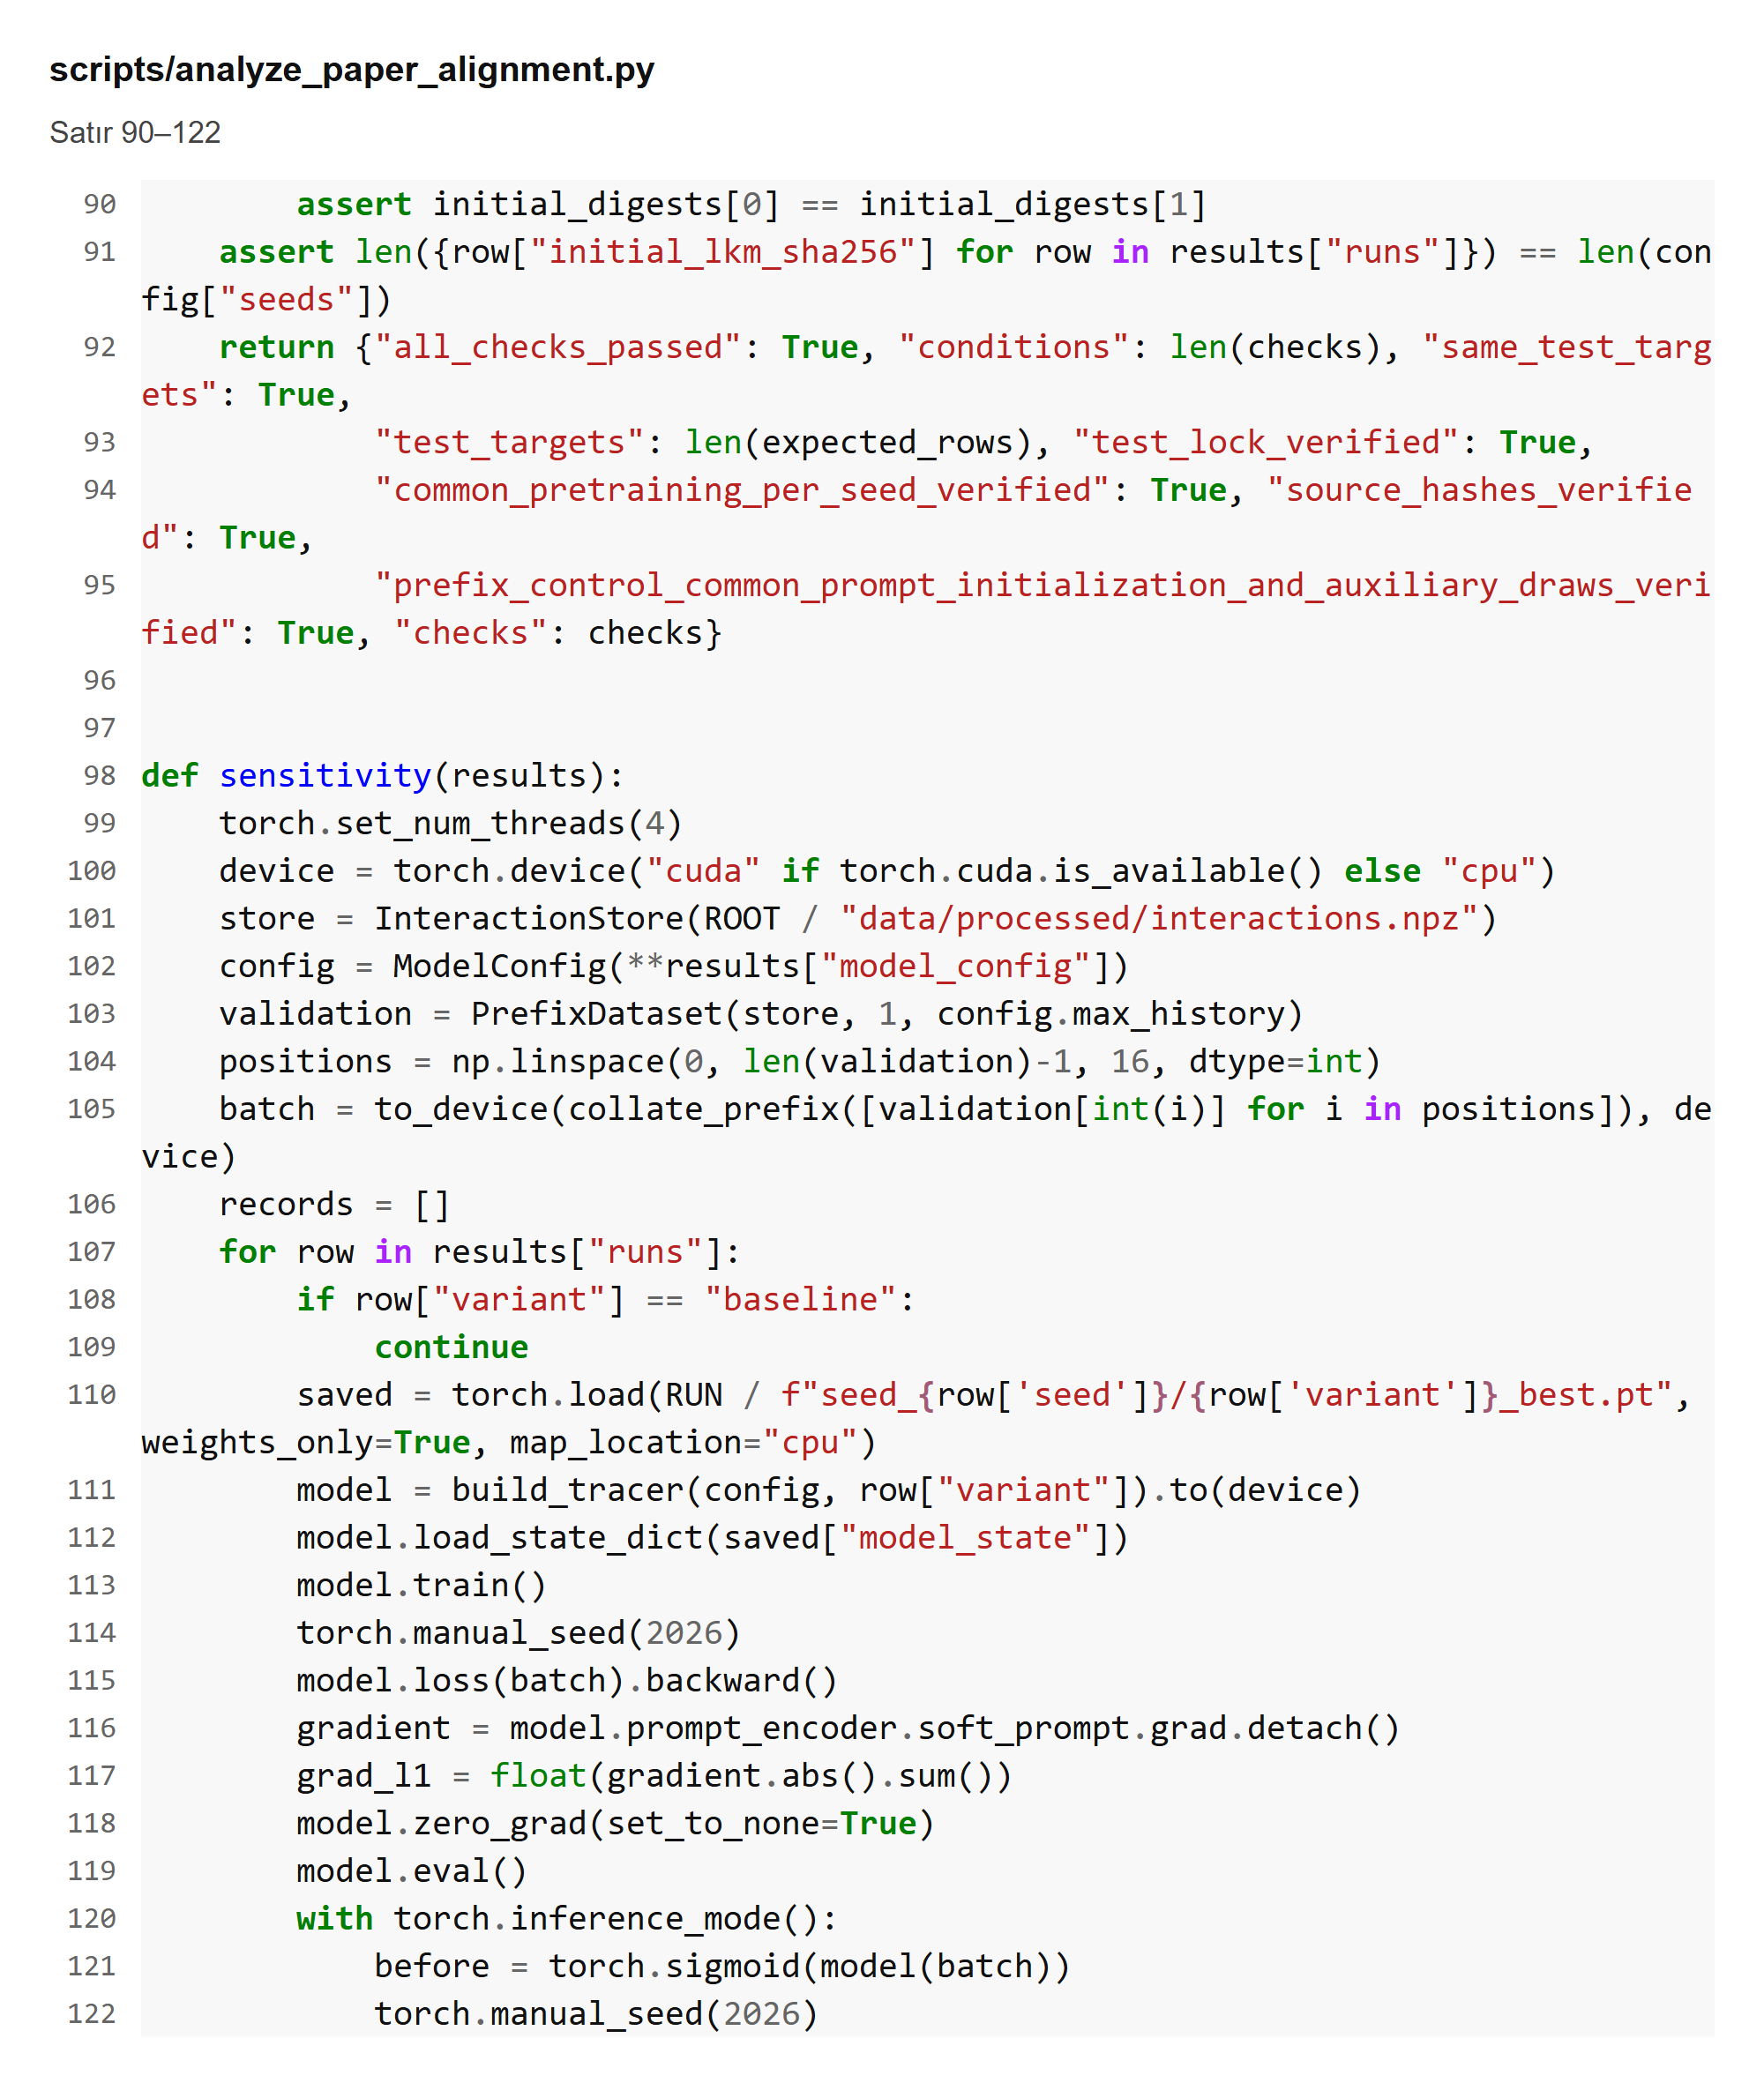 scripts/analyze_paper_alignment.py
Satır 90–122
90         assert initial_digests[0] == initial_digests[1]
91     assert len({row["initial_lkm_sha256"] for row in results["runs"]}) == len(con
fig["seeds"])
92     return {"all_checks_passed": True, "conditions": len(checks), "same_test_targ
ets": True,
93             "test_targets": len(expected_rows), "test_lock_verified": True,
94             "common_pretraining_per_seed_verified": True, "source_hashes_verifie
d": True,
95             "prefix_control_common_prompt_initialization_and_auxiliary_draws_veri
fied": True, "checks": checks}
96
97
98 def sensitivity(results):
99     torch.set_num_threads(4)
100     device = torch.device("cuda" if torch.cuda.is_available() else "cpu")
101     store = InteractionStore(ROOT / "data/processed/interactions.npz")
102     config = ModelConfig(**results["model_config"])
103     validation = PrefixDataset(store, 1, config.max_history)
104     positions = np.linspace(0, len(validation)-1, 16, dtype=int)
105     batch = to_device(collate_prefix([validation[int(i)] for i in positions]), de
vice)
106     records = []
107     for row in results["runs"]:
108         if row["variant"] == "baseline":
109             continue
110         saved = torch.load(RUN / f"seed_{row['seed']}/{row['variant']}_best.pt",
weights_only=True, map_location="cpu")
111         model = build_tracer(config, row["variant"]).to(device)
112         model.load_state_dict(saved["model_state"])
113         model.train()
114         torch.manual_seed(2026)
115         model.loss(batch).backward()
116         gradient = model.prompt_encoder.soft_prompt.grad.detach()
117         grad_l1 = float(gradient.abs().sum())
118         model.zero_grad(set_to_none=True)
119         model.eval()
120         with torch.inference_mode():
121             before = torch.sigmoid(model(batch))
122             torch.manual_seed(2026)